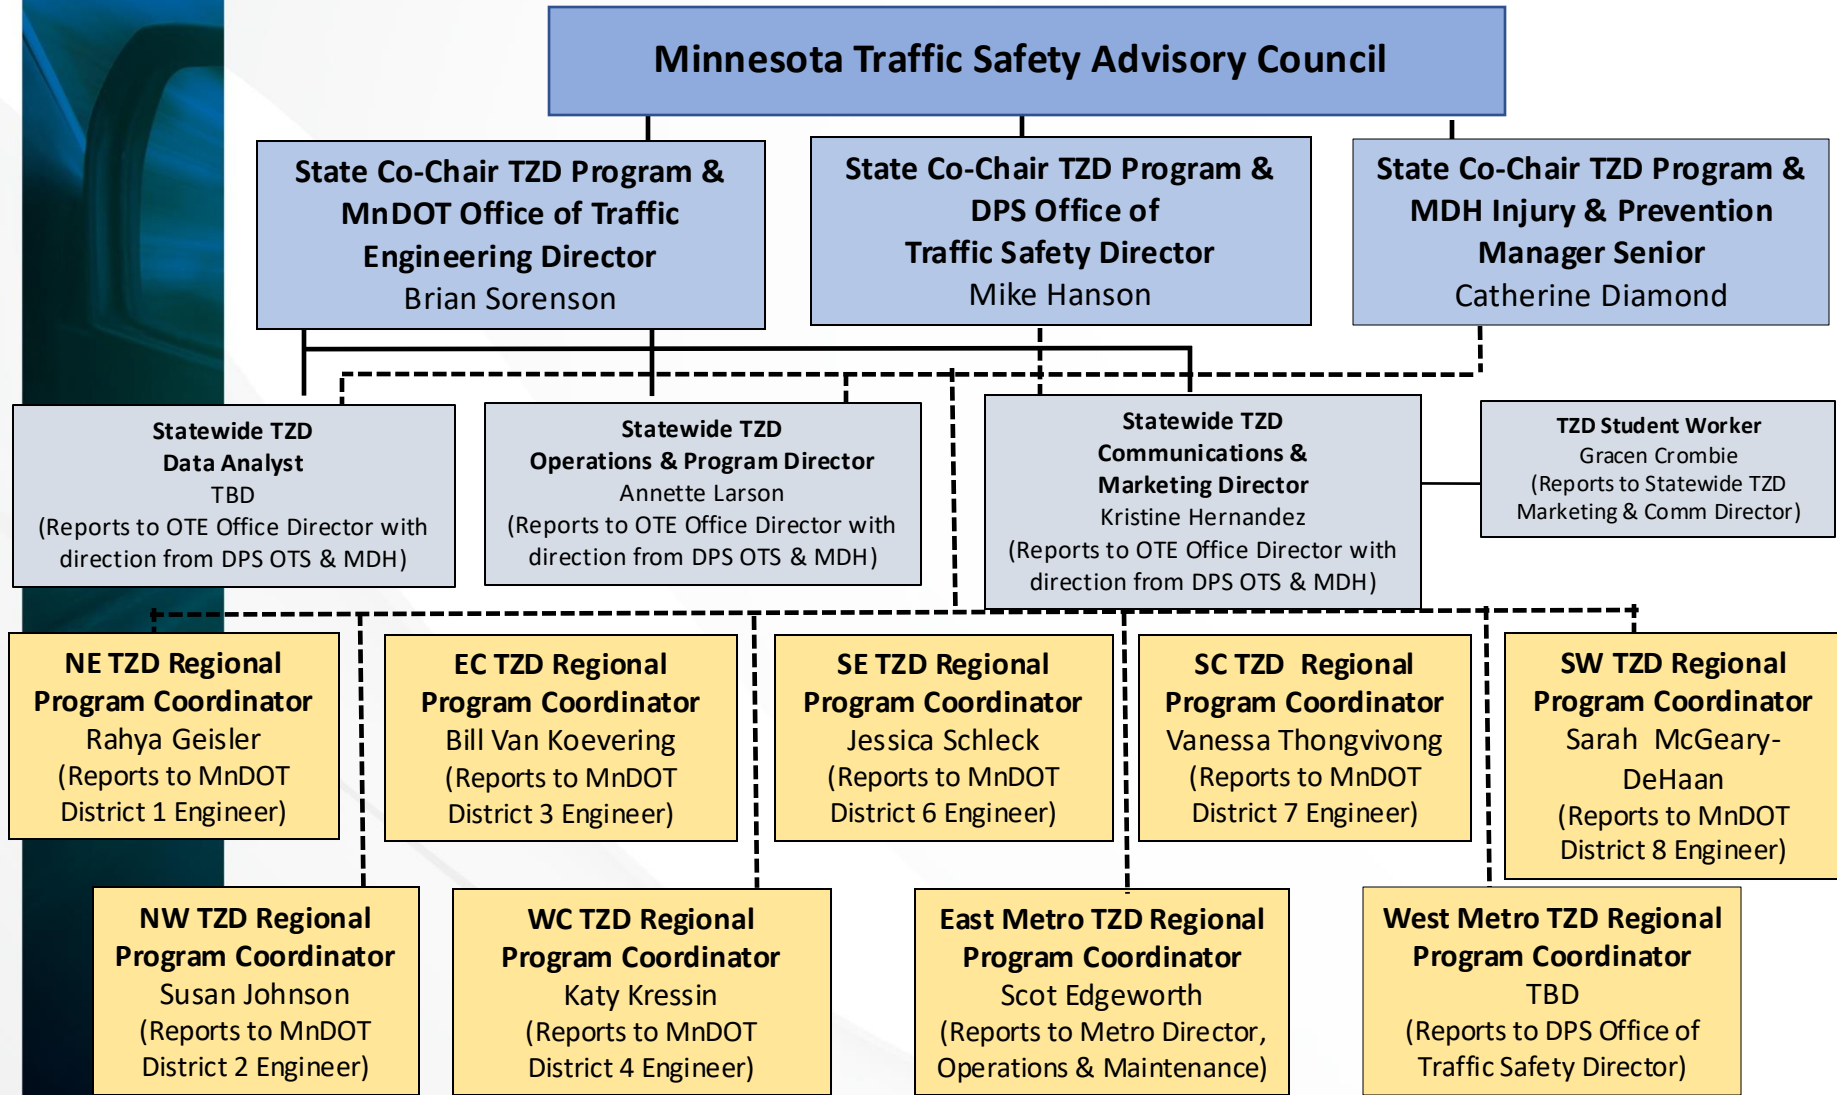 Minnesota Traffic Safety Advisory Council
State Co-Chair TZD Program &
MnDOT Office of Traffic
Engineering Director
Brian Sorenson
State Co-Chair TZD Program &
DPS Office of
Traffic Safety Director
Mike Hanson
State Co-Chair TZD Program &
MDH Injury & Prevention
Manager Senior
Catherine Diamond
Statewide TZD
Data Analyst
TBD
(Reports to OTE Office Director with
direction from DPS OTS & MDH)
Statewide TZD
Operations & Program Director
Annette Larson
(Reports to OTE Office Director with
direction from DPS OTS & MDH)
Statewide TZD
Communications &
Marketing Director
Kristine Hernandez
(Reports to OTE Office Director with
direction from DPS OTS & MDH)
TZD Student Worker
Gracen Crombie
(Reports to Statewide TZD
Marketing & Comm Director)
NE TZD Regional
Program Coordinator
Rahya Geisler
(Reports to MnDOT
District 1 Engineer)
EC TZD Regional
Program Coordinator
Bill Van Koevering
(Reports to MnDOT
District 3 Engineer)
SE TZD Regional
Program Coordinator
Jessica Schleck
(Reports to MnDOT
District 6 Engineer)
SC TZD Regional
Program Coordinator
Vanessa Thongvivong
(Reports to MnDOT
District 7 Engineer)
SW TZD Regional
Program Coordinator
Sarah McGeary-
DeHaan
(Reports to MnDOT
District 8 Engineer)
NW TZD Regional
Program Coordinator
Susan Johnson
(Reports to MnDOT
District 2 Engineer)
WC TZD Regional
Program Coordinator
Katy Kressin
(Reports to MnDOT
District 4 Engineer)
East Metro TZD Regional
Program Coordinator
Scot Edgeworth
(Reports to Metro Director,
Operations & Maintenance)
West Metro TZD Regional
Program Coordinator
TBD
(Reports to DPS Office of
Traffic Safety Director)